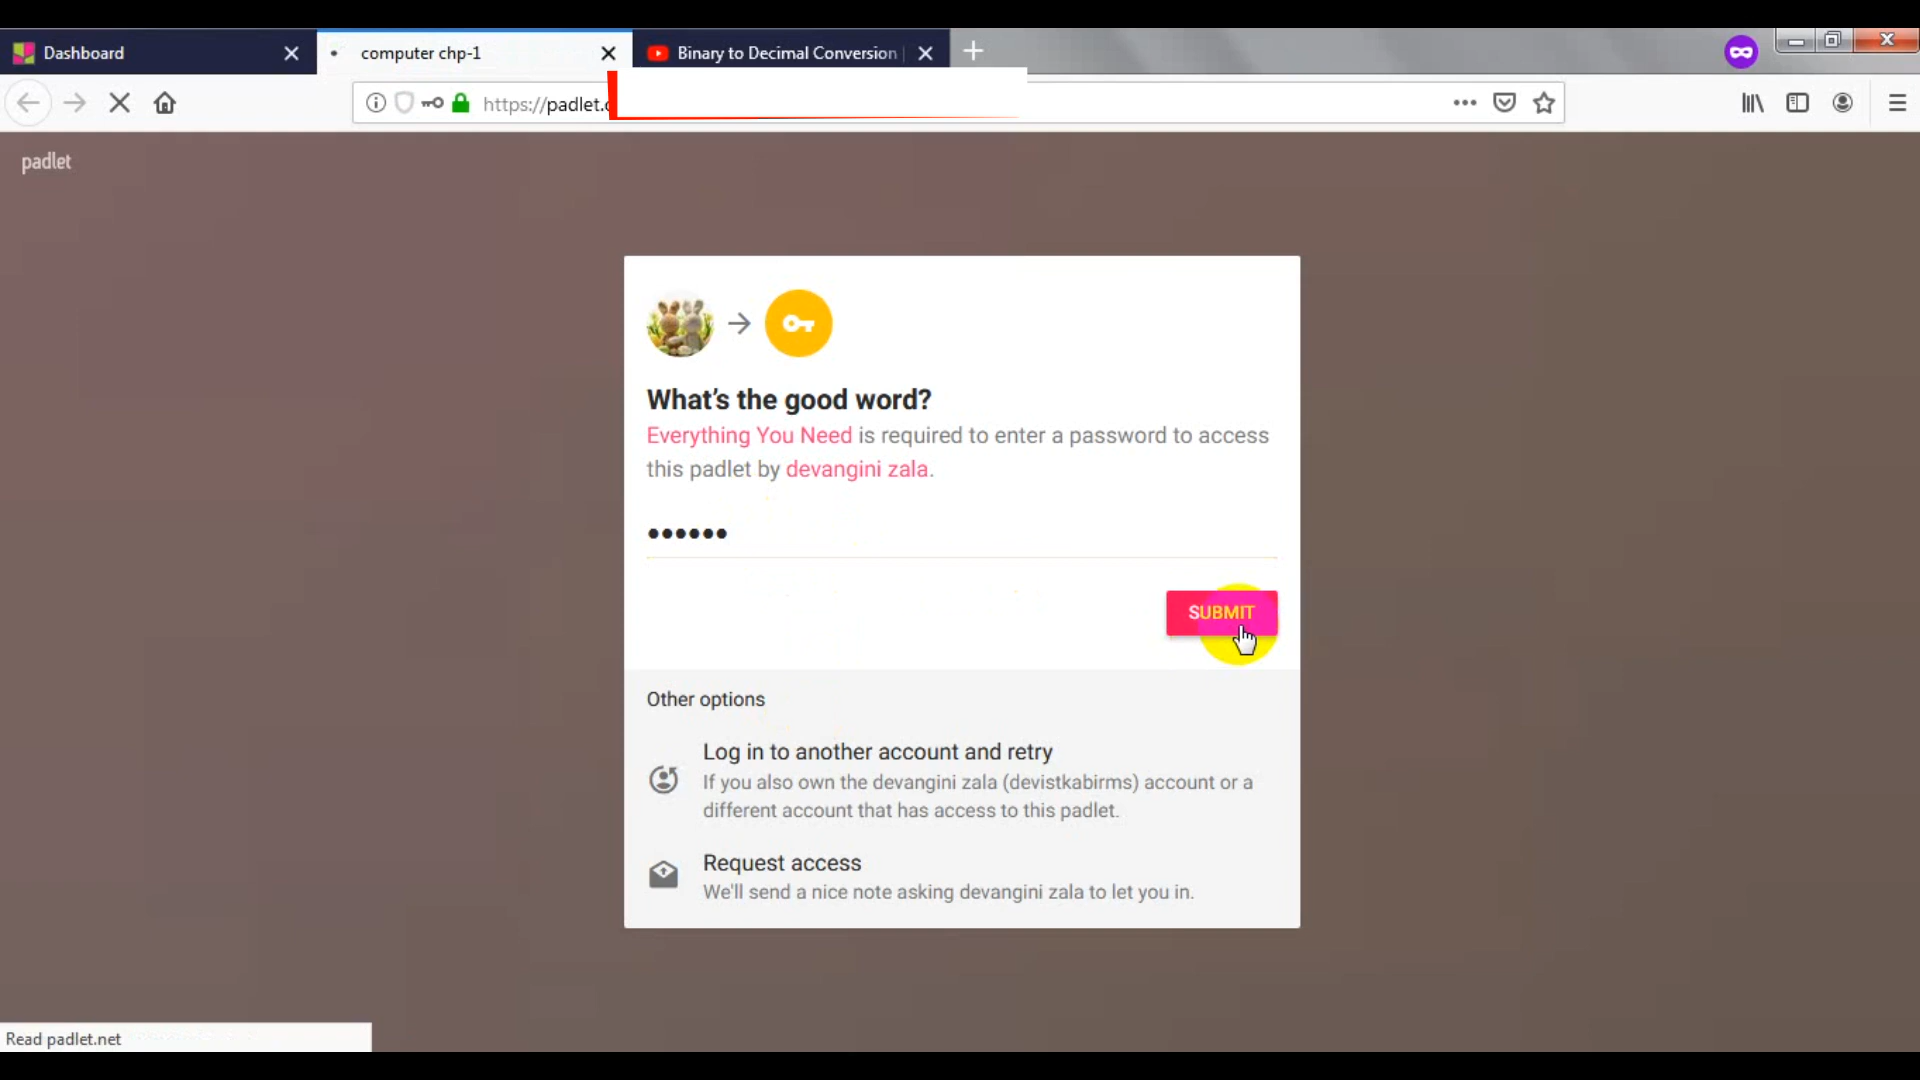 Dashboard
computer chp-1
Binary to Decimal Conversion
https://padlet.
padlet
What's the good word?
Everything You Need is required to enter a password to access
this padlet by devangini zala.
SUBMIT
Other options
Log in to another account and retry
If you also own the devangini zala (devistkabirms) account or a
different account that has access to this padlet.
Request access
We'll send a nice note asking devangini zala to let you in.
Read padlet.net